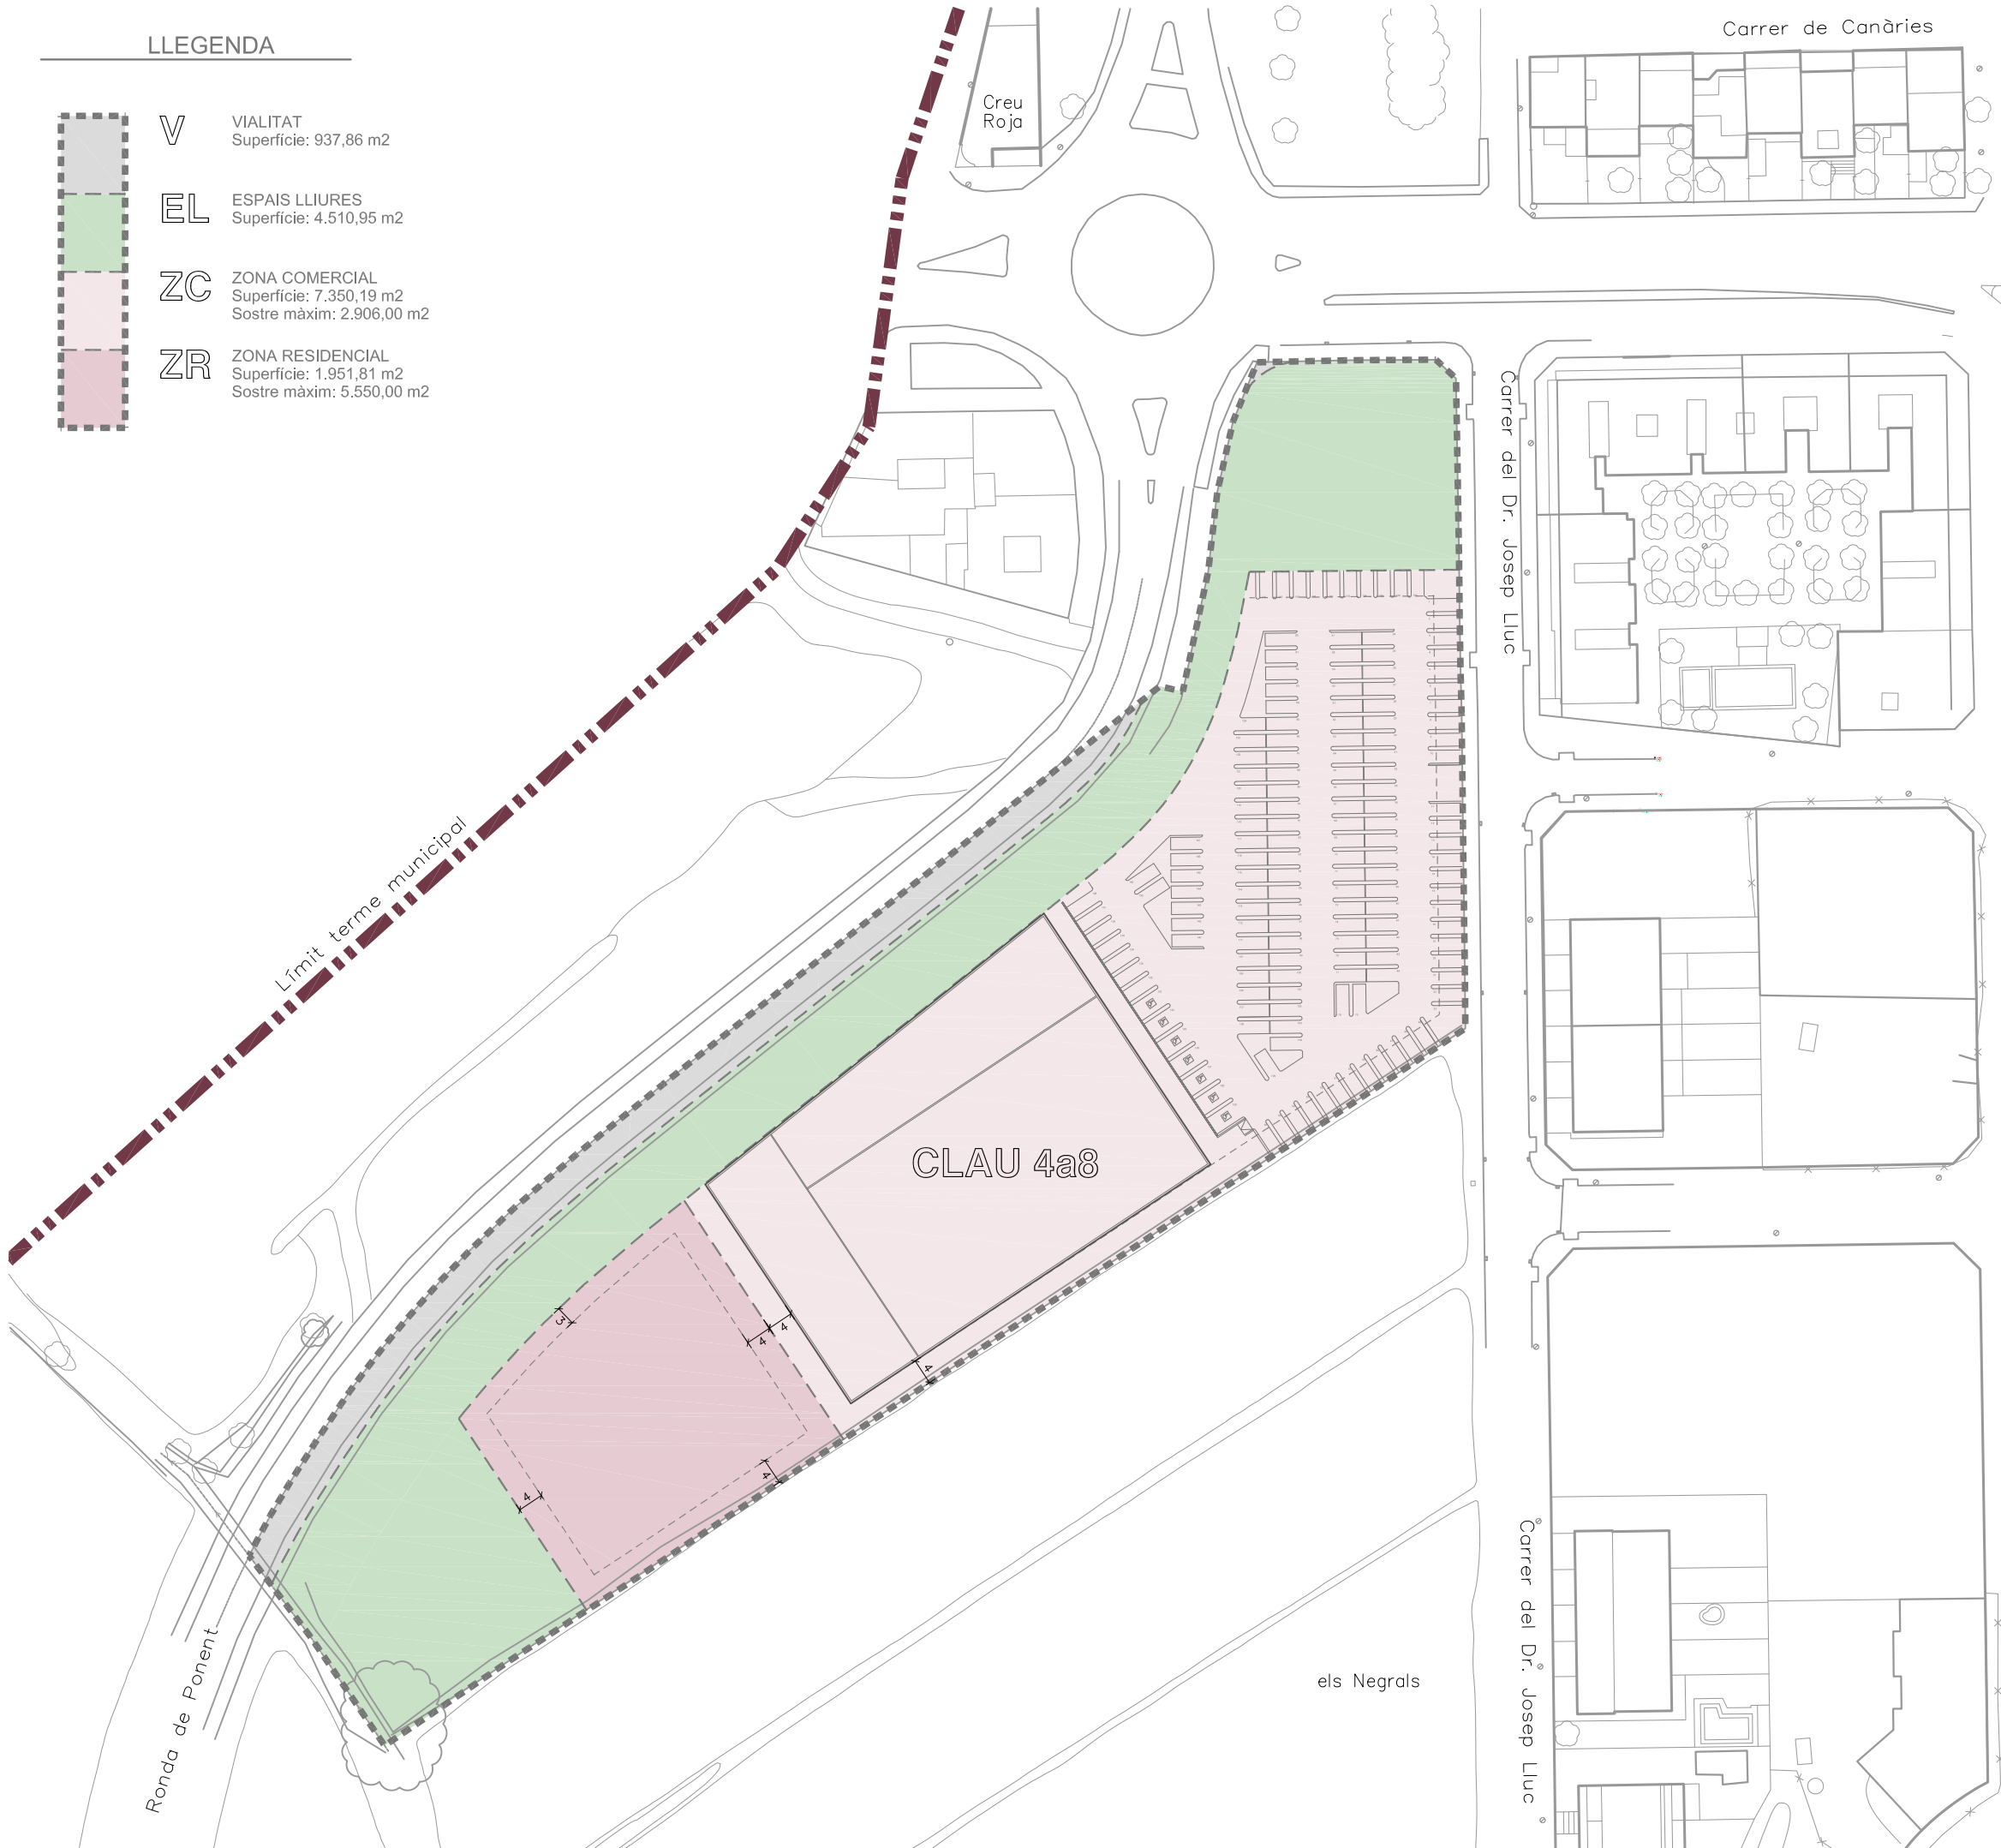 LLEGENDA
V
VIALITAT
Superfície: 937,86 m2
EL
ESPAIS LLIURES
Superfície: 4.510,95 m2
ZC
ZONA COMERCIAL
Superfície: 7.350,19 m2
Sostre màxim: 2.906,00 m2
ZR
ZONA RESIDENCIAL
Superfície: 1.951,81 m2
Sostre màxim: 5.550,00 m2
Carrer de Canàries
Creu
Roja
Carrer del Dr. Josep Lluc
Límit terme municipal
CLAU 4a8
3
4
4
4
4
4
Carrer del Dr. Josep Lluc
els Negrals
Ronda de Ponent